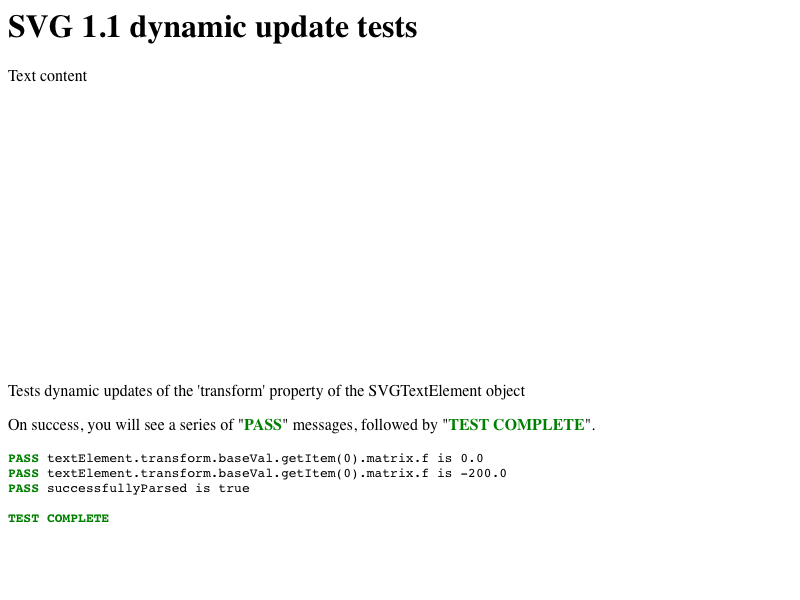 SVG 1.1 dynamic update tests
Text content
Tests dynamic updates of the 'transform' property of the SVGTextElement object
On success, you will see a series of "PASS" messages, followed by "TEST COMPLETE".
PASS textElement.transform.baseVal.getItem(0).matrix.f is 0.0
PASS textElement.transform.baseVal.getItem(0).matrix.f is -200.0
PASS successfullyParsed is true
TEST COMPLETE